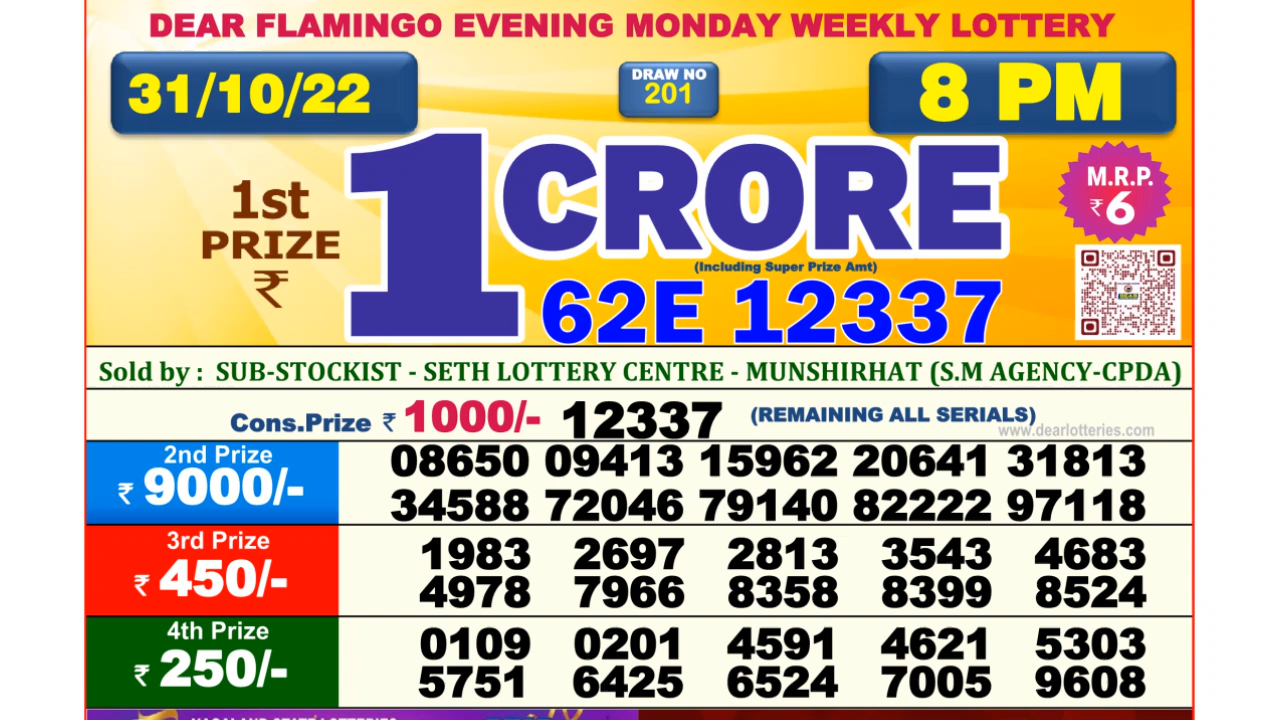 DEAR FLAMINGO EVENING MONDAY WEEKLY LOTTERY
31/10/22
DRAW NO
201
8 PM
1st
PRIZE
₹
1 CRORE
(Including Super Prize Amt)
62E 12337
M.R.P.
₹6
DEAR
Sold by : SUB-STOCKIST - SETH LOTTERY CENTRE - MUNSHIRHAT (S.M AGENCY-CPDA)
Cons.Prize ₹ 1000/- 12337 (REMAINING ALL SERIALS)
www.dearlotteries.com
2nd Prize
₹ 9000/-
08650 09413 15962 20641 31813
34588 72046 79140 82222 97118
3rd Prize
₹ 450/-
1983 2697 2813 3543 4683
4978 7966 8358 8399 8524
4th Prize
₹ 250/-
0109 0201 4591 4621 5303
5751 6425 6524 7005 9608
NAGALAND STATE LOTTERIES